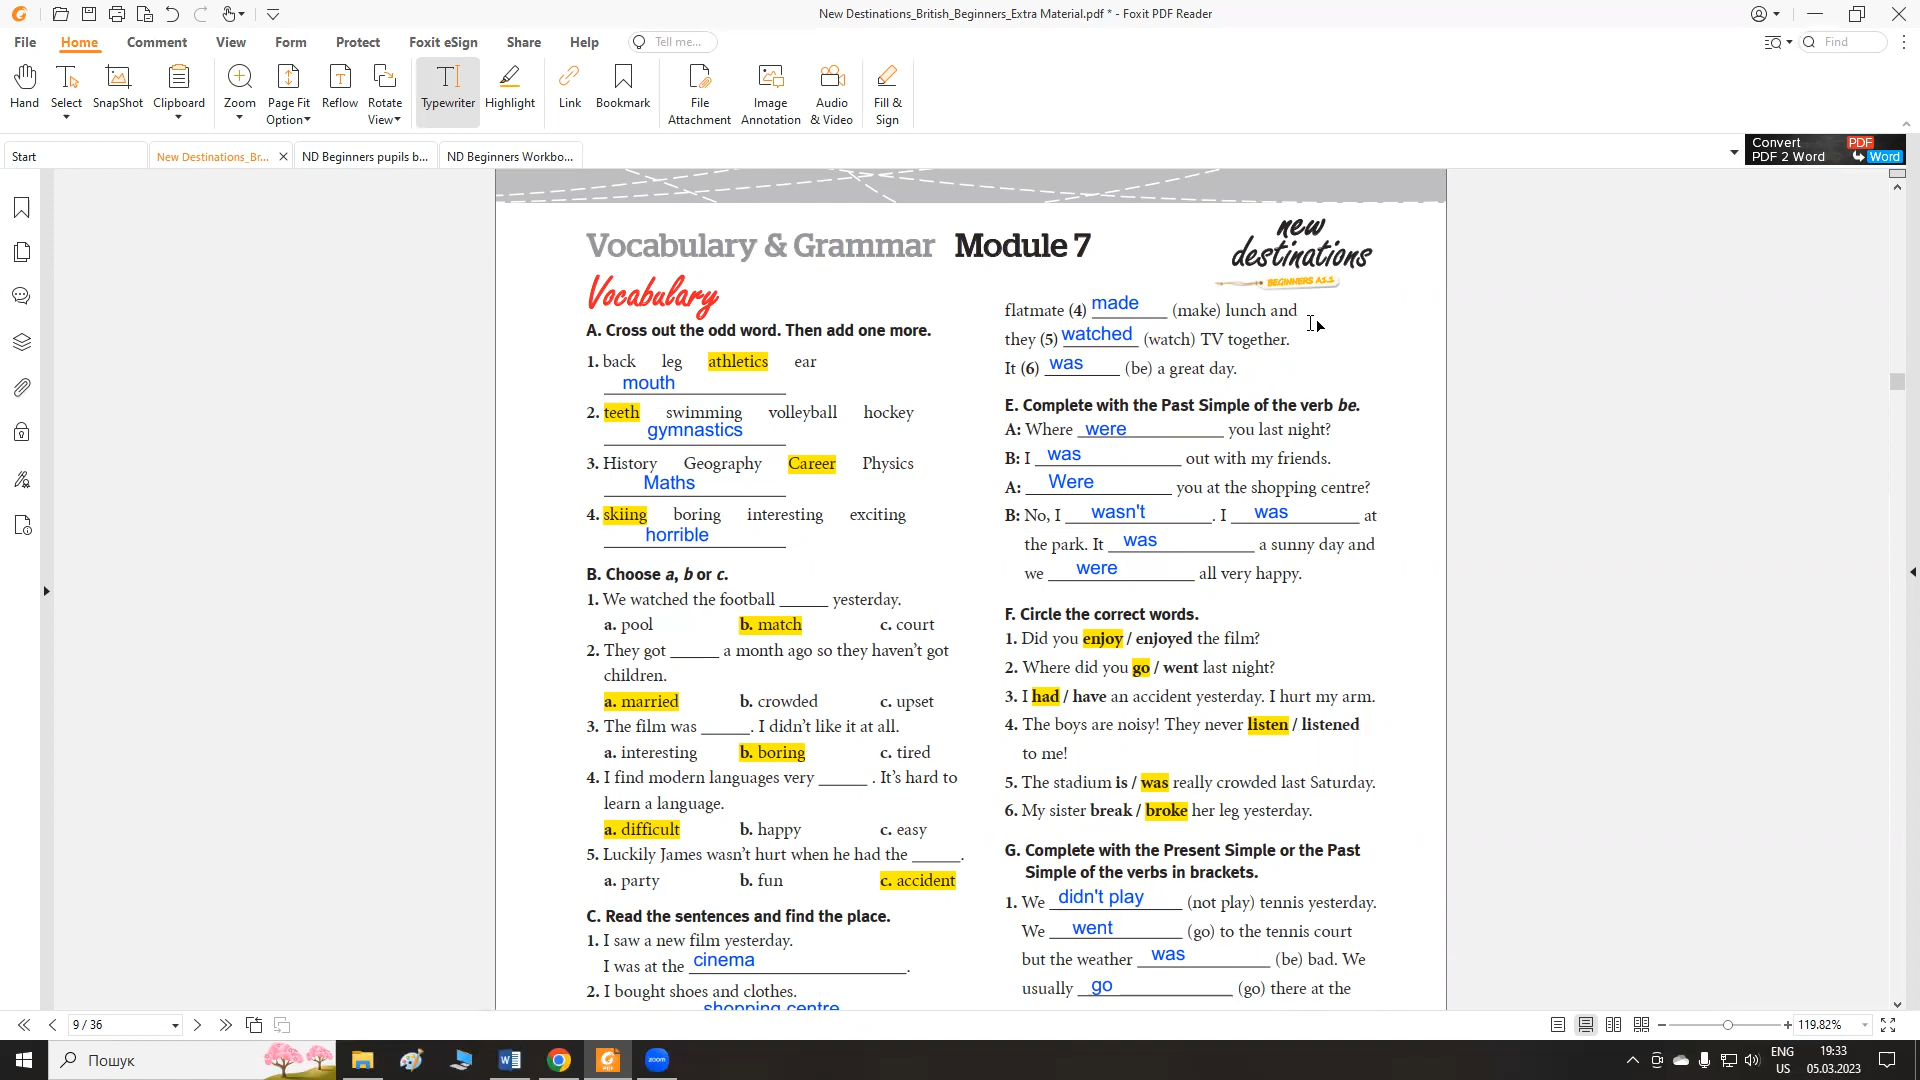 New Destinations_British_Beginners_Extra Material.pdf * - Foxit PDF Reader
File Home Comment View Form Protect Foxit eSign Share Help Tell me... Find
Hand Select SnapShot Clipboard Zoom Page Fit Option Reflow Rotate View Typewriter Highlight Link Bookmark File Attachment Image Annotation Audio & Video Fill & Sign
Start New Destinations_Br... ND Beginners pupils b... ND Beginners Workbo...
Convert PDF
PDF 2 Word Word
Vocabulary & Grammar Module 7
new destinations
BEGINNERS A1.1
Vocabulary
A. Cross out the odd word. Then add one more.
1. back leg athletics ear
mouth
2. teeth swimming volleyball hockey
gymnastics
3. History Geography Career Physics
Maths
4. skiing boring interesting exciting
horrible
B. Choose a, b or c.
1. We watched the football ______ yesterday.
a. pool b. match c. court
2. They got ______ a month ago so they haven't got
children.
a. married b. crowded c. upset
3. The film was ______. I didn't like it at all.
a. interesting b. boring c. tired
4. I find modern languages very ______ . It's hard to
learn a language.
a. difficult b. happy c. easy
5. Luckily James wasn't hurt when he had the ______.
a. party b. fun c. accident
C. Read the sentences and find the place.
1. I saw a new film yesterday.
I was at the cinema.
2. I bought shoes and clothes.
shopping centre
flatmate (4) made (make) lunch and
they (5) watched (watch) TV together.
It (6) was (be) a great day.
E. Complete with the Past Simple of the verb be.
A: Where were you last night?
B: I was out with my friends.
A: Were you at the shopping centre?
B: No, I wasn't. I was at
the park. It was a sunny day and
we were all very happy.
F. Circle the correct words.
1. Did you enjoy / enjoyed the film?
2. Where did you go / went last night?
3. I had / have an accident yesterday. I hurt my arm.
4. The boys are noisy! They never listen / listened
to me!
5. The stadium is / was really crowded last Saturday.
6. My sister break / broke her leg yesterday.
G. Complete with the Present Simple or the Past
Simple of the verbs in brackets.
1. We didn't play (not play) tennis yesterday.
We went (go) to the tennis court
but the weather was (be) bad. We
usually go (go) there at the
9 / 36 119.82%
Пошук ENG 19:33
US 05.03.2023